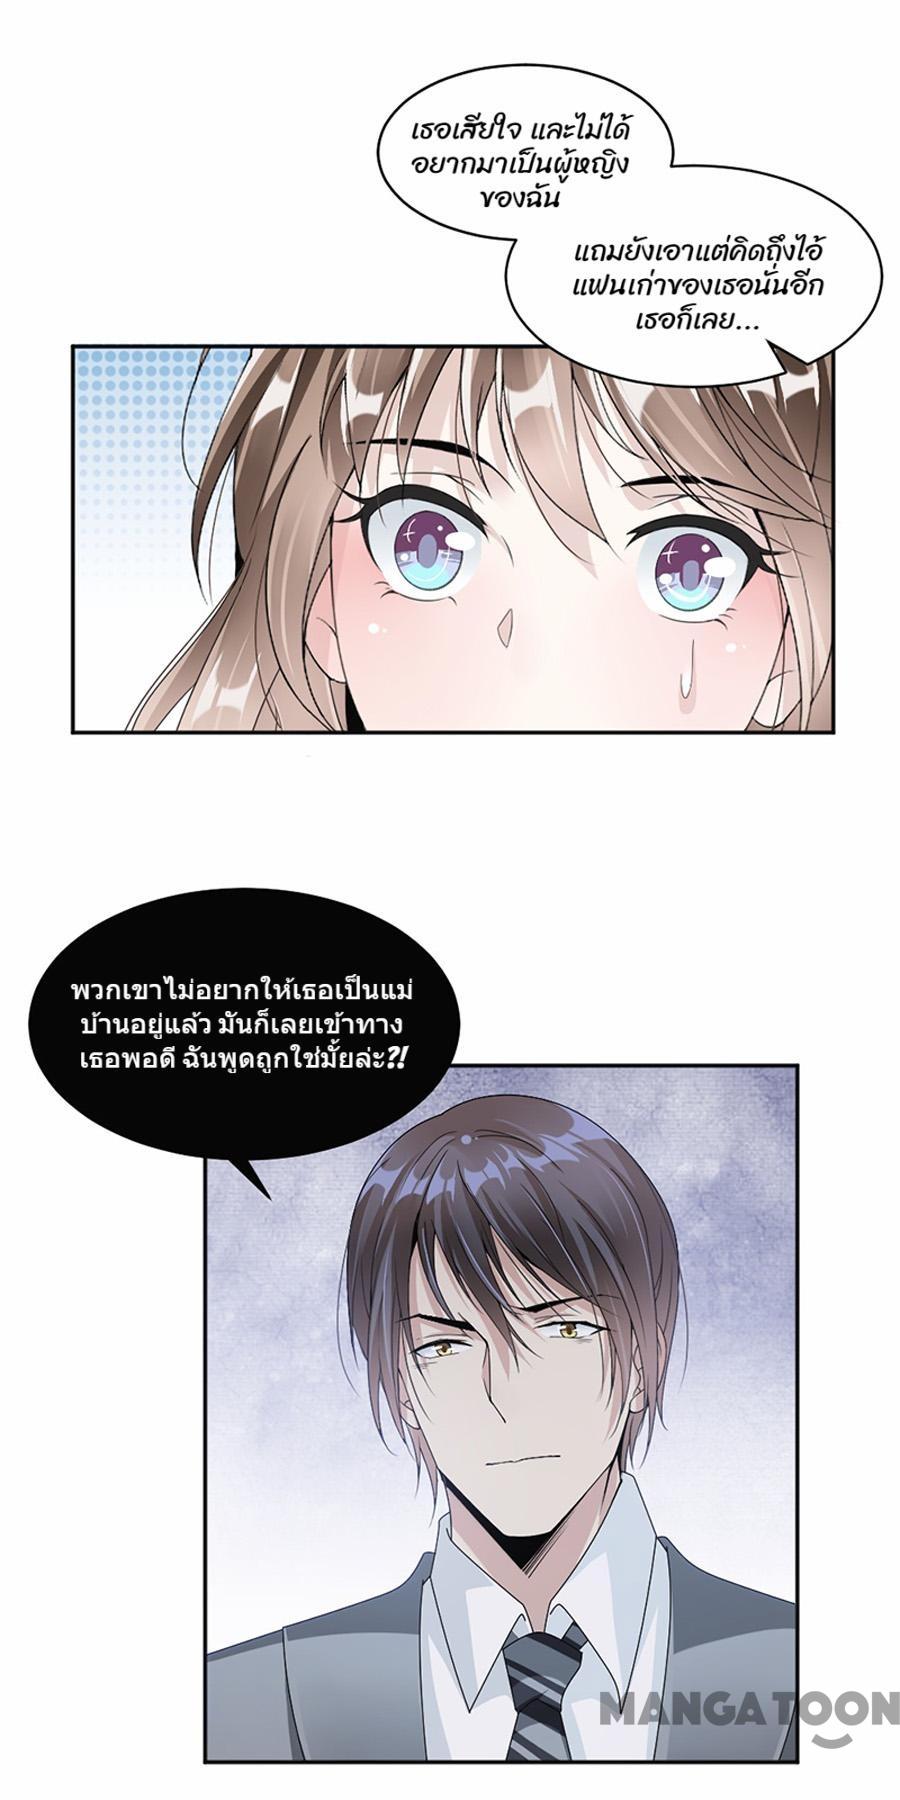 เธอเสียใจ และไม่ได้
อยากมาเป็นผู้หญิง
ของฉัน
แถมยังเอาแต่คิดถึงไอ้
แฟนเก่าของเธอนั่นอีก
เธอก็เลย...
พวกเขาไม่อยากให้เธอเป็นแม่
บ้านอยู่แล้ว มันก็เลยเข้าทาง
เธอพอดี ฉันพูดถูกใช่มั้ยล่ะ?!
MANGATOON